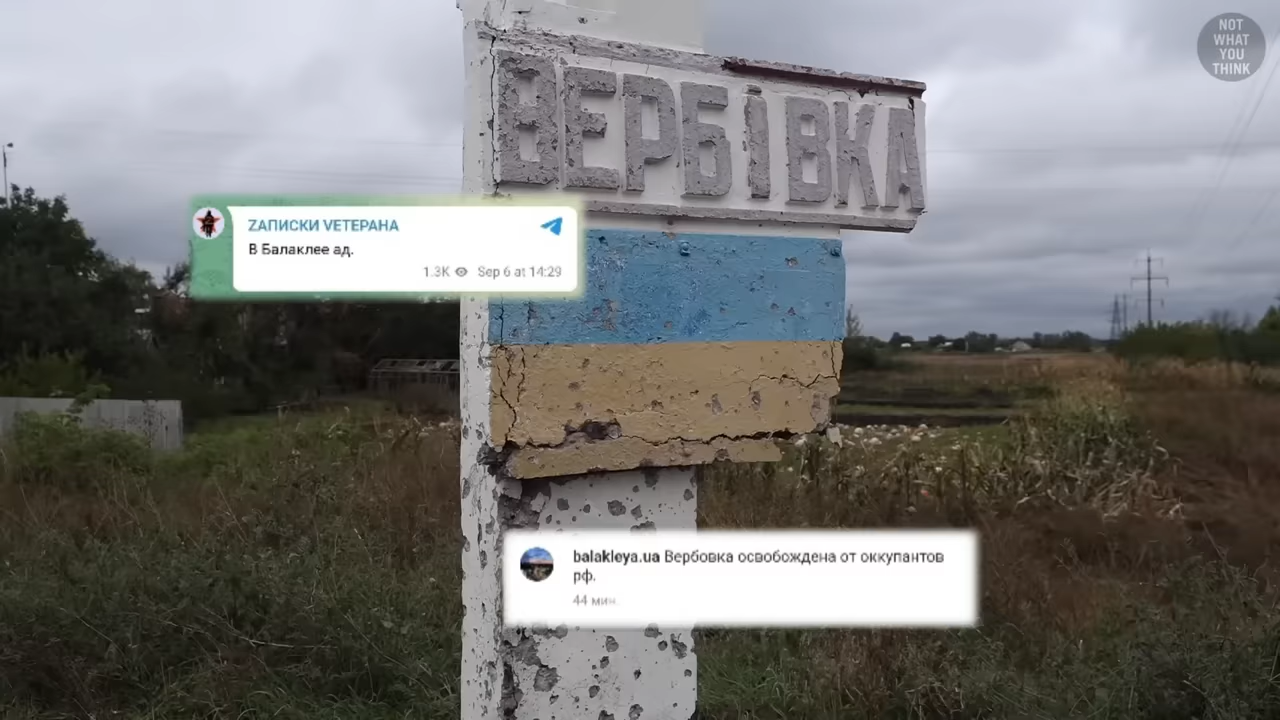 NOT
WHAT
YOU
THINK
ВЕРБІВКА
ZАПИСКИ VЕТЕРАНА
В Балаклее ад.
1.3K Sep 6 at 14:29
balakleya.ua Вербовка освобождена от оккупантов
рф.
44 мин.